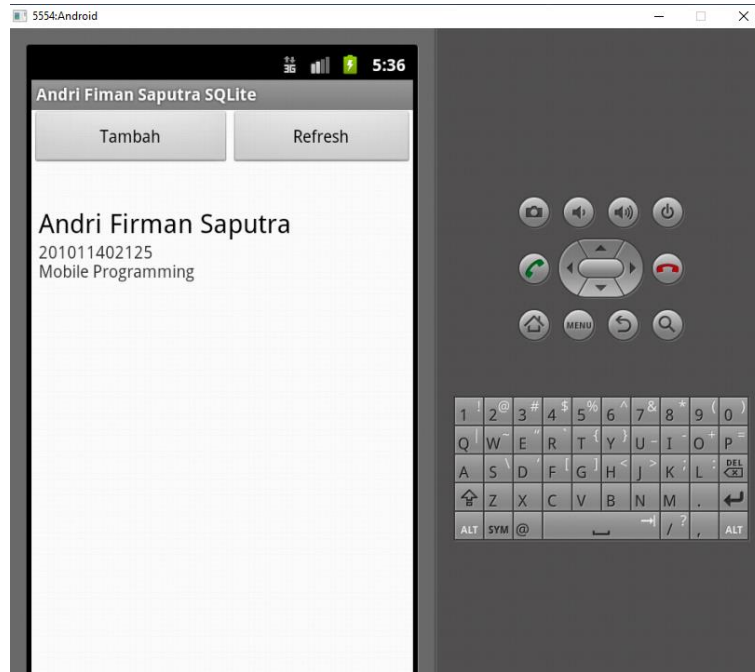 5554:Android
3G 5:36
Andri Fiman Saputra SQLite
Tambah Refresh
Andri Firman Saputra
201011402125
Mobile Programming
MENU
1 ! 2 @ 3 # 4 $ 5 % 6 ^ 7 & 8 * 9 ( 0 )
Q | W ~ E " R ` T { Y } U _ I - O + P =
A S \ D ' F [ G ] H < J > K ; L : DEL
Z X C V B N M .
ALT SYM @ / ? , ALT